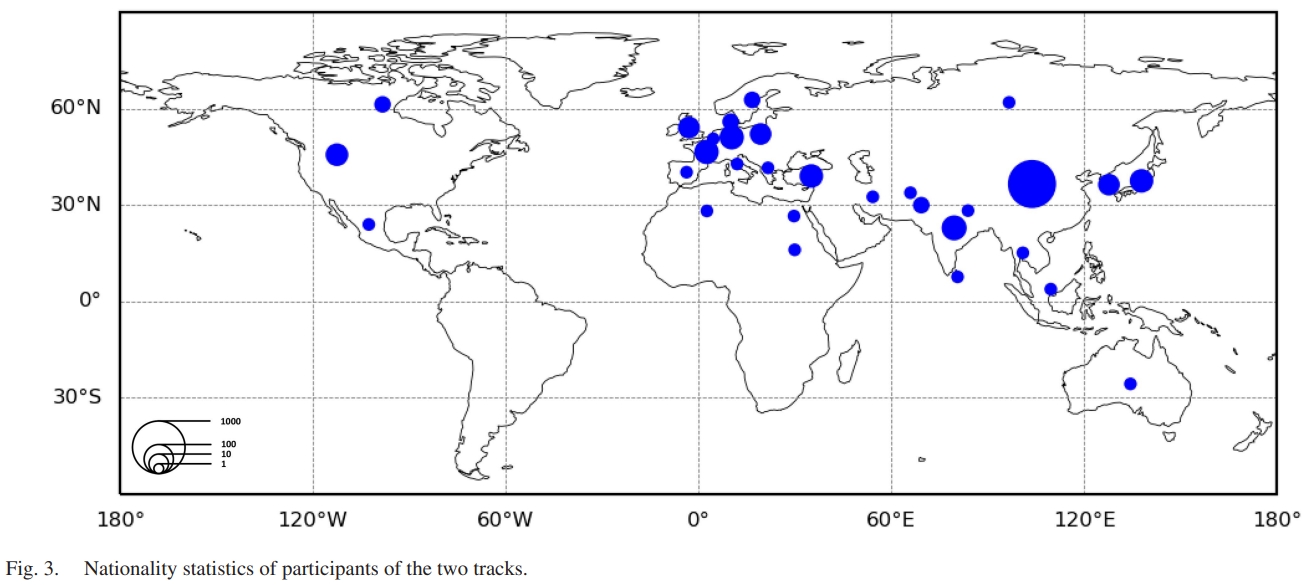 60°N
30°N
0°
30°S
1000
100
10
1
180° 120°W 60°W 0° 60°E 120°E 180°
Fig. 3. Nationality statistics of participants of the two tracks.